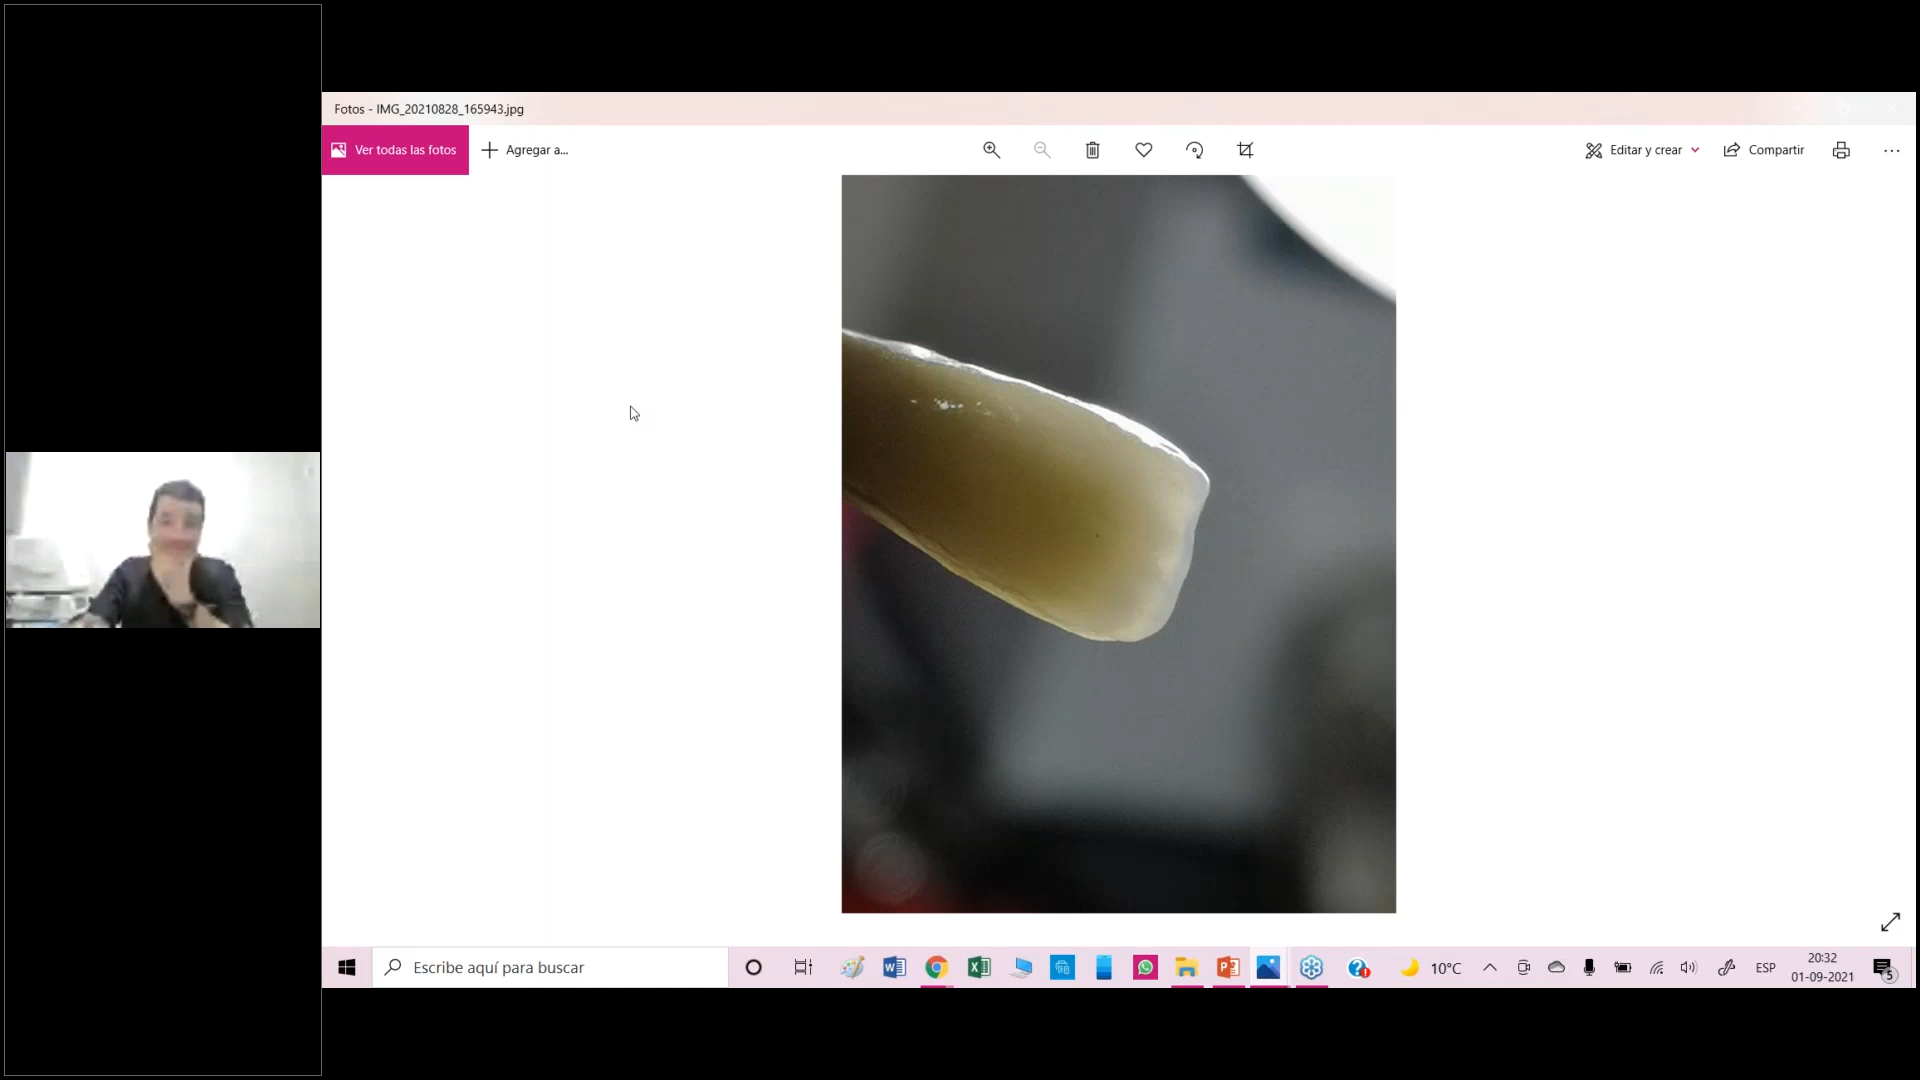 Fotos - IMG_20210828_165943.jpg
Ver todas las fotos
Agregar a...
Editar y crear
Compartir
Escribe aquí para buscar
10°C
ESP
20:32
01-09-2021
5